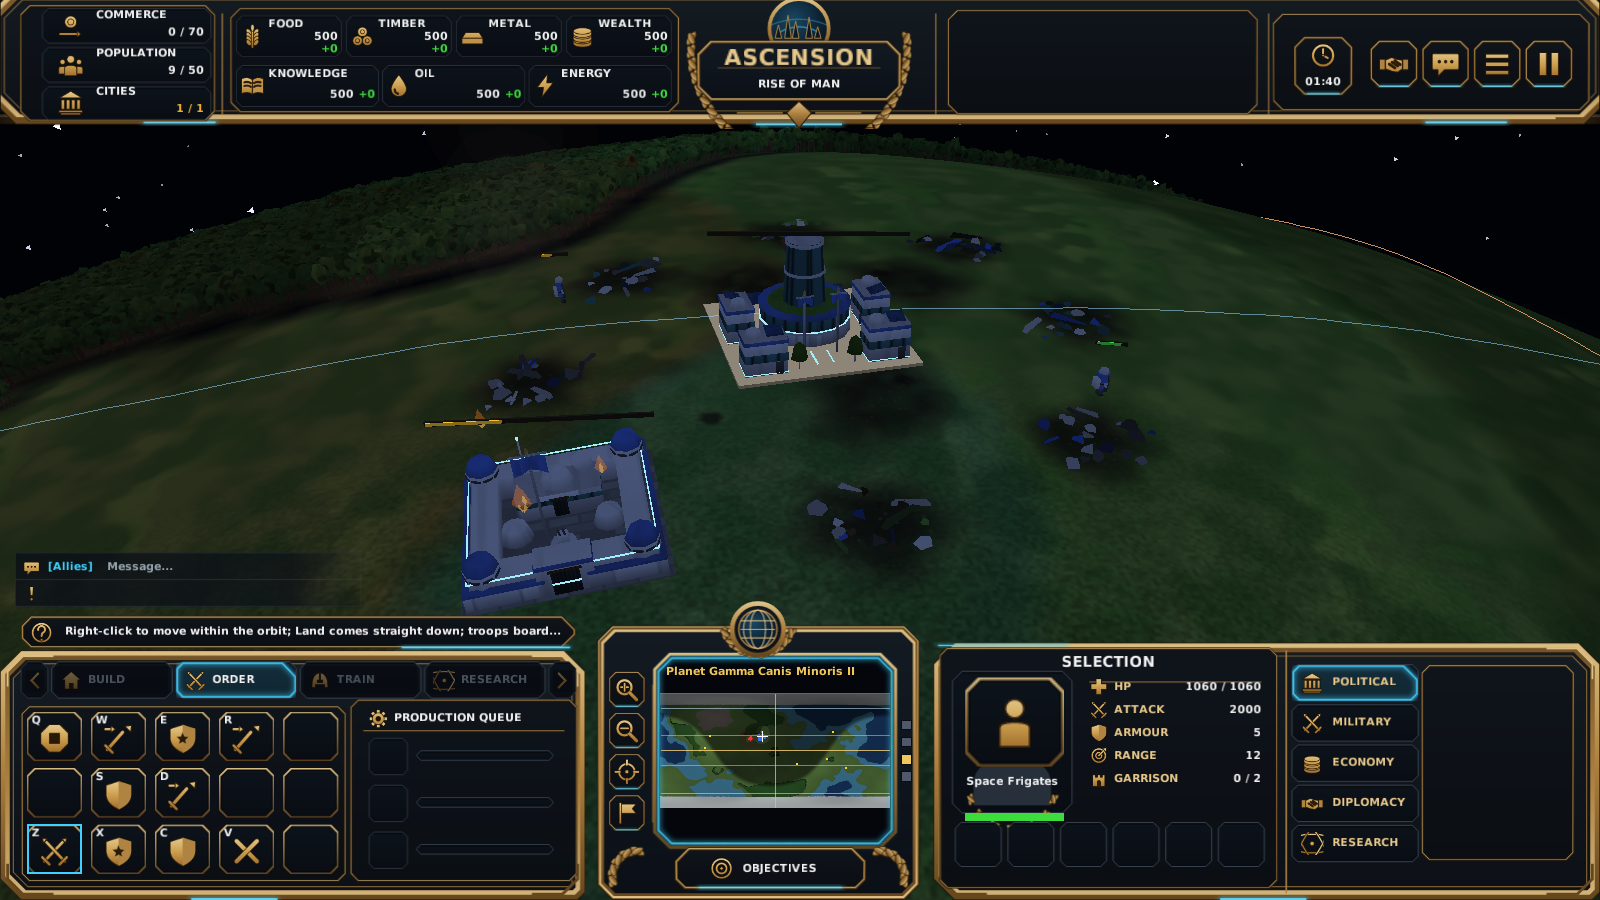 COMMERCE
0 / 70
POPULATION
9 / 50
CITIES
1 / 1
FOOD
500
+0
TIMBER
500
+0
METAL
500
+0
WEALTH
500
+0
KNOWLEDGE
500 +0
OIL
500 +0
ENERGY
500 +0
ASCENSION
RISE OF MAN
01:40
[Allies] Message...
!
Right-click to move within the orbit; Land comes straight down; troops board...
BUILD
ORDER
TRAIN
RESEARCH
Q
W
E
R
S
D
Z
X
C
V
PRODUCTION QUEUE
Planet Gamma Canis Minoris II
OBJECTIVES
SELECTION
Space Frigates
HP 1060 / 1060
ATTACK 2000
ARMOUR 5
RANGE 12
GARRISON 0 / 2
POLITICAL
MILITARY
ECONOMY
DIPLOMACY
RESEARCH